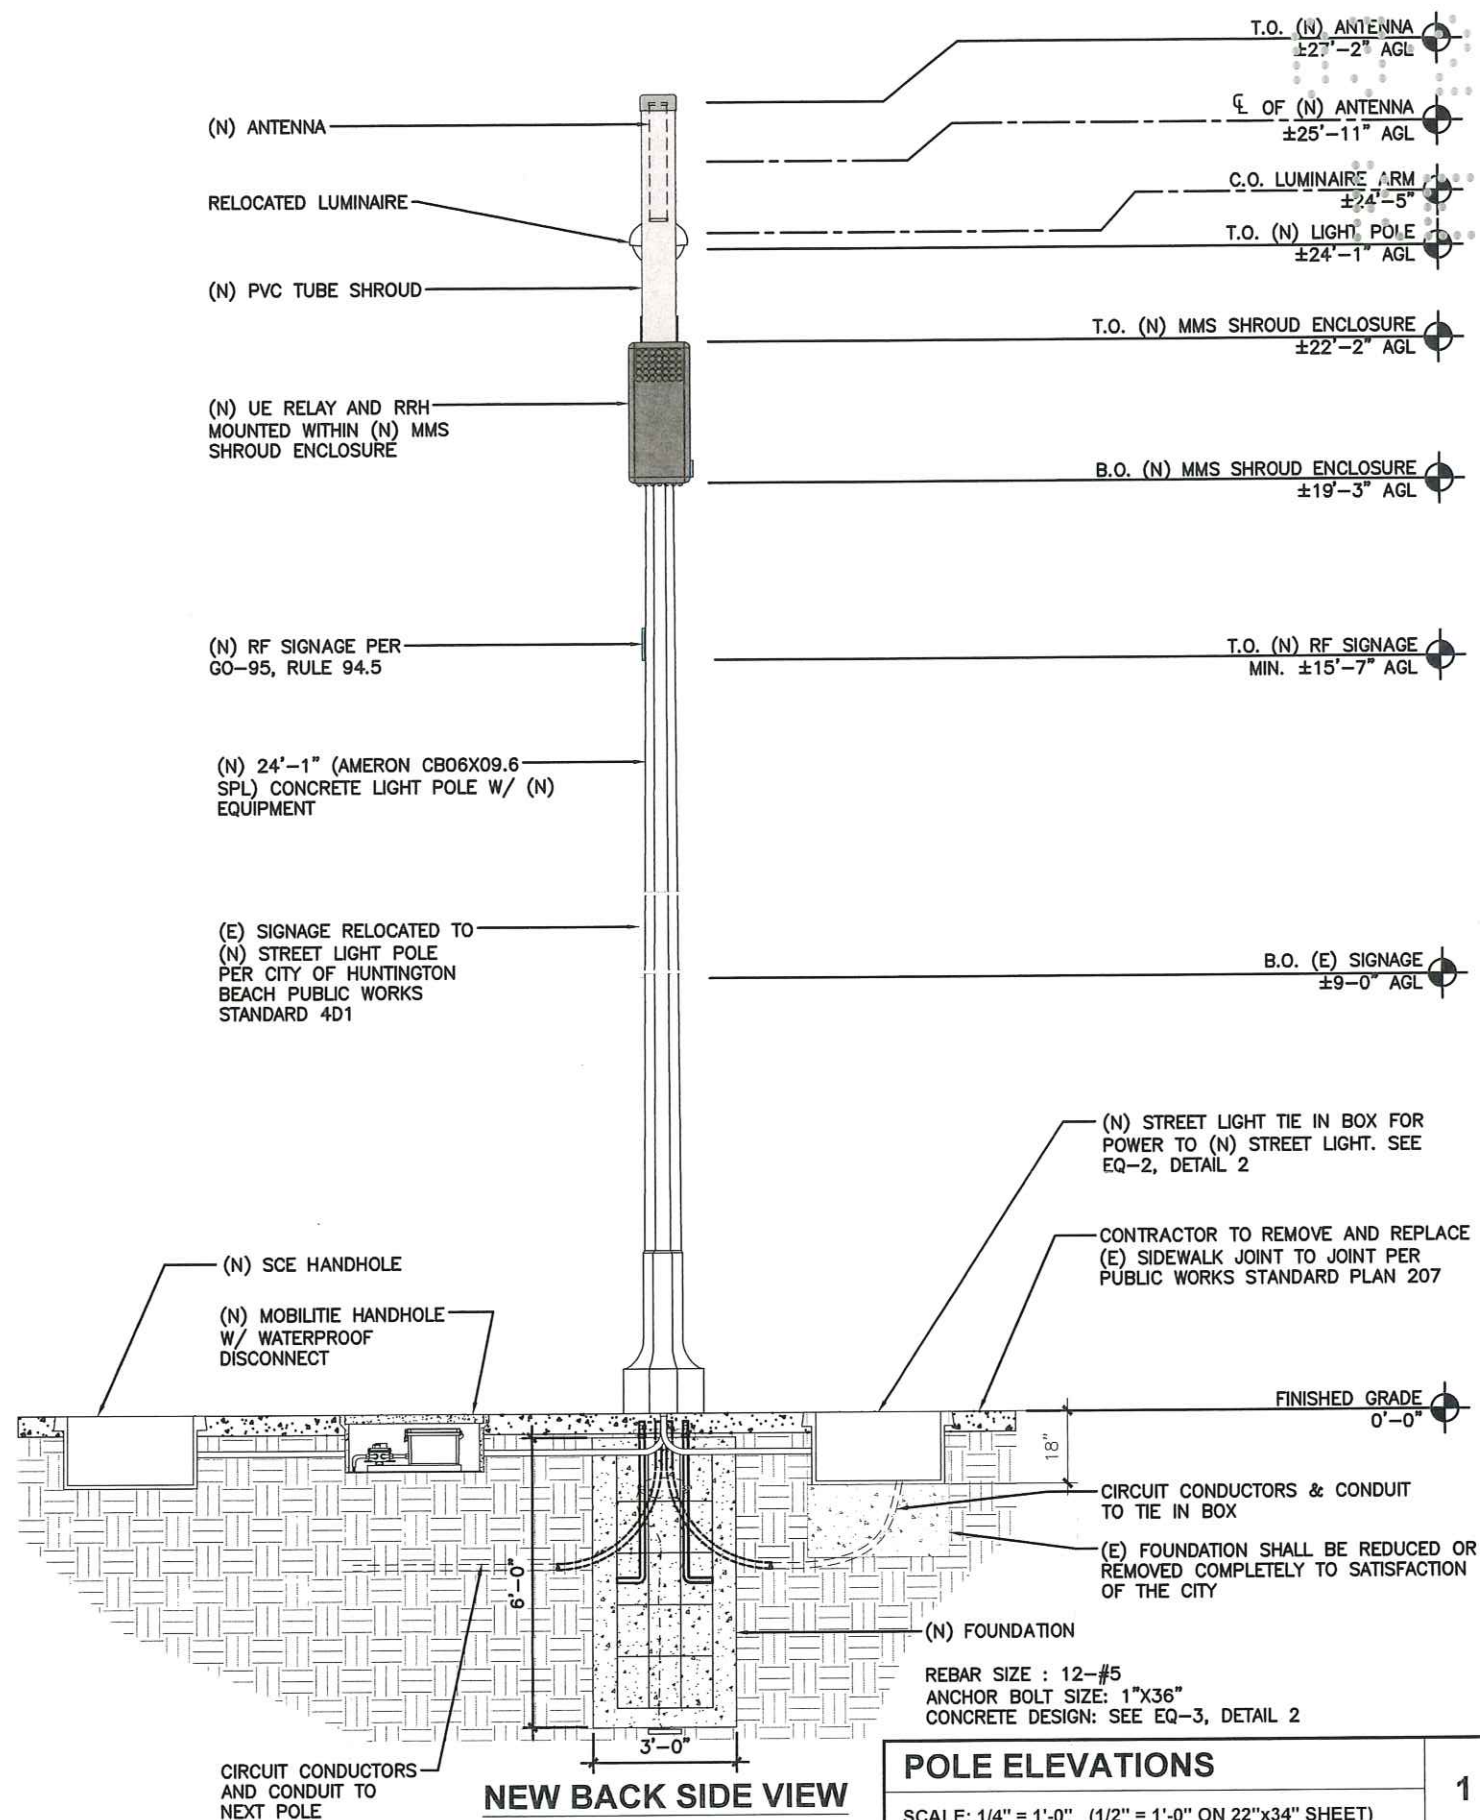 T.O. (N) ANTENNA
±27'-2" AGL
℄ OF (N) ANTENNA
±25'-11" AGL
C.O. LUMINAIRE ARM
±24'-5"
T.O. (N) LIGHT POLE
±24'-1" AGL
T.O. (N) MMS SHROUD ENCLOSURE
±22'-2" AGL
B.O. (N) MMS SHROUD ENCLOSURE
±19'-3" AGL
T.O. (N) RF SIGNAGE
MIN. ±15'-7" AGL
B.O. (E) SIGNAGE
±9-0" AGL
(N) ANTENNA
RELOCATED LUMINAIRE
(N) PVC TUBE SHROUD
(N) UE RELAY AND RRH
MOUNTED WITHIN (N) MMS
SHROUD ENCLOSURE
(N) RF SIGNAGE PER
GO-95, RULE 94.5
(N) 24'-1" (AMERON CB06X09.6
SPL) CONCRETE LIGHT POLE W/ (N)
EQUIPMENT
(E) SIGNAGE RELOCATED TO
(N) STREET LIGHT POLE
PER CITY OF HUNTINGTON
BEACH PUBLIC WORKS
STANDARD 4D1
(N) SCE HANDHOLE
(N) MOBILITIE HANDHOLE
W/ WATERPROOF
DISCONNECT
(N) STREET LIGHT TIE IN BOX FOR
POWER TO (N) STREET LIGHT. SEE
EQ-2, DETAIL 2
CONTRACTOR TO REMOVE AND REPLACE
(E) SIDEWALK JOINT TO JOINT PER
PUBLIC WORKS STANDARD PLAN 207
FINISHED GRADE
0'-0"
18"
CIRCUIT CONDUCTORS & CONDUIT
TO TIE IN BOX
(E) FOUNDATION SHALL BE REDUCED OR
REMOVED COMPLETELY TO SATISFACTION
OF THE CITY
6'-0"
(N) FOUNDATION
REBAR SIZE : 12-#5
ANCHOR BOLT SIZE: 1"X36"
CONCRETE DESIGN: SEE EQ-3, DETAIL 2
3'-0"
CIRCUIT CONDUCTORS
AND CONDUIT TO
NEXT POLE
NEW BACK SIDE VIEW
POLE ELEVATIONS
1
SCALE: 1/4" = 1'-0" (1/2" = 1'-0" ON 22"x34" SHEET)